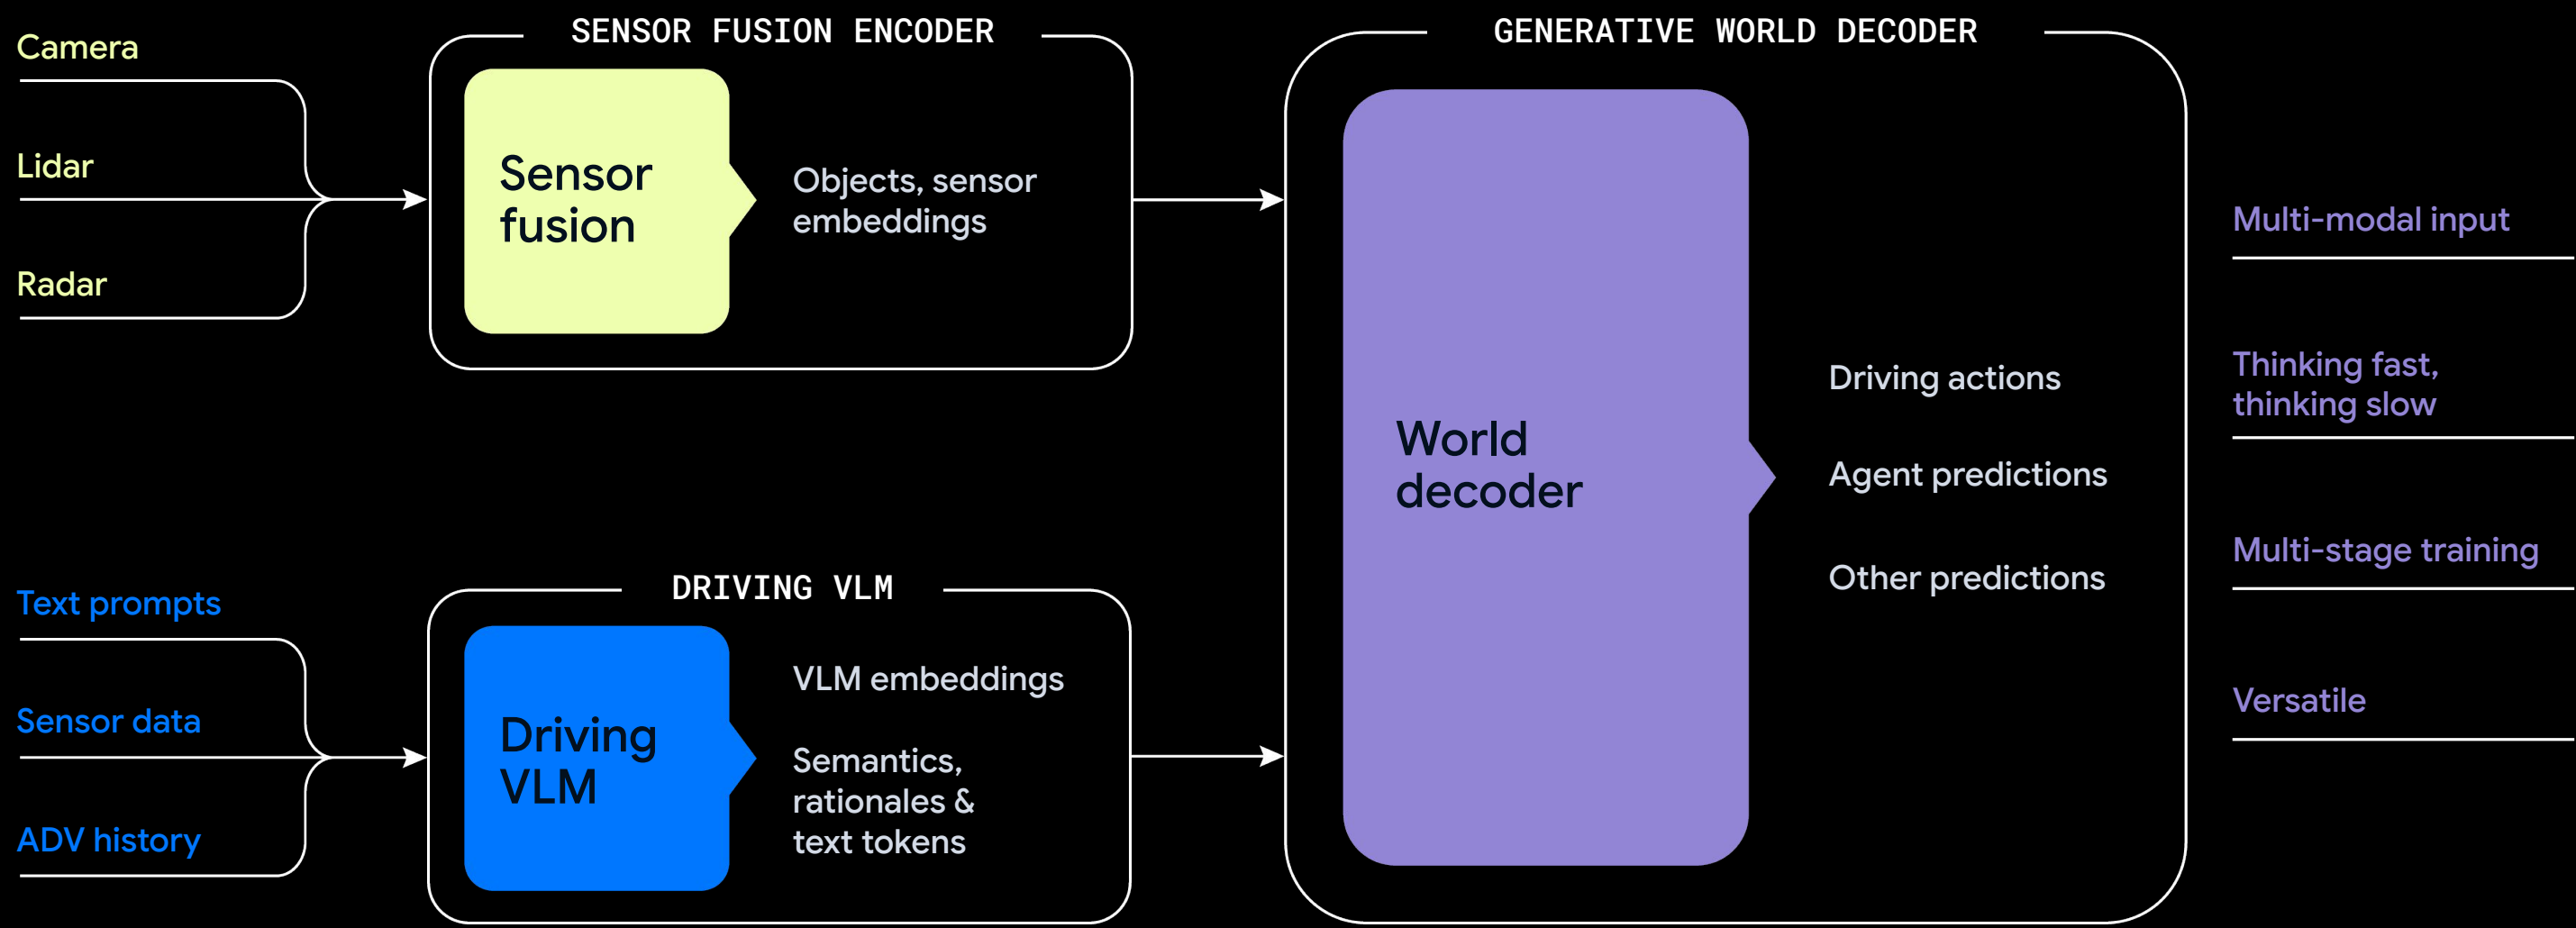 Camera
Lidar
Radar
SENSOR FUSION ENCODER
Sensor
fusion
Objects, sensor
embeddings
Text prompts
Sensor data
ADV history
DRIVING VLM
Driving
VLM
VLM embeddings
Semantics,
rationales &
text tokens
GENERATIVE WORLD DECODER
World
decoder
Driving actions
Agent predictions
Other predictions
Multi-modal input
Thinking fast,
thinking slow
Multi-stage training
Versatile